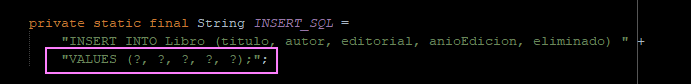 private static final String INSERT_SQL =
"INSERT INTO Libro (titulo, autor, editorial, anioEdicion, eliminado) " +
"VALUES (?, ?, ?, ?, ?);";